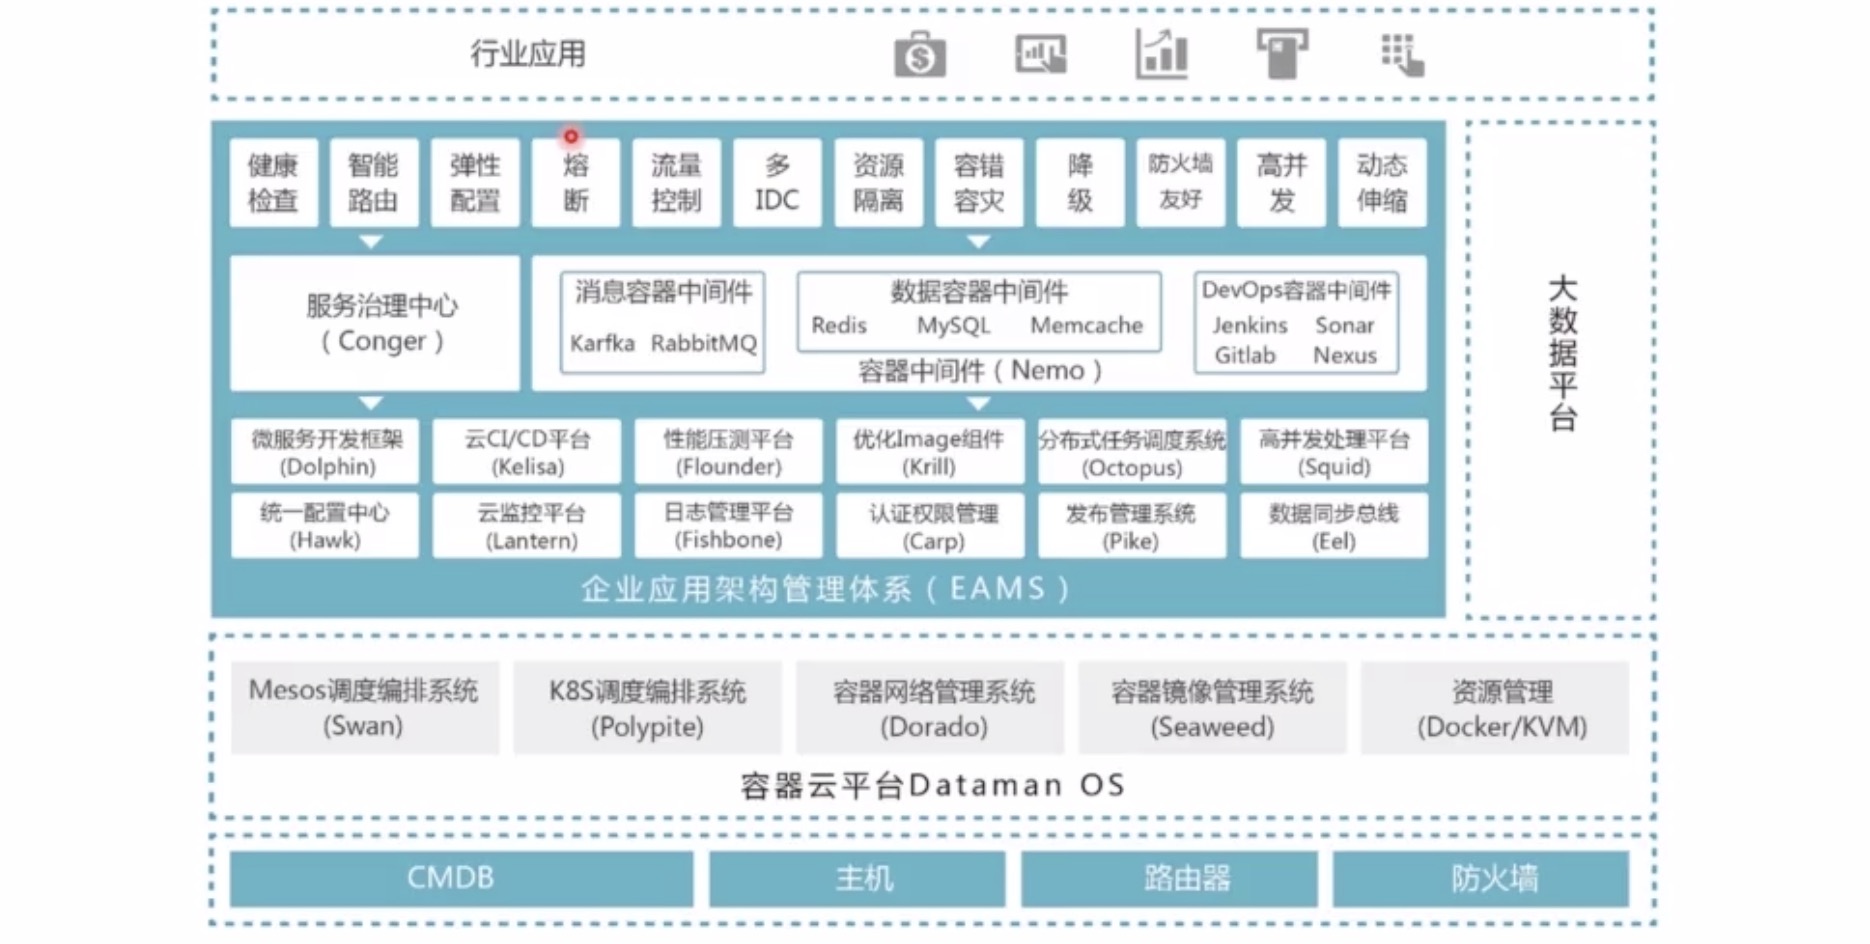 行业应用
健康
检查
智能
路由
弹性
配置
熔
断
流量
控制
多
IDC
资源
隔离
容错
容灾
降
级
防火墙
友好
高并
发
动态
伸缩
服务治理中心
( Conger )
消息容器中间件
Karfka RabbitMQ
数据容器中间件
Redis MySQL Memcache
DevOps容器中间件
Jenkins Sonar
Gitlab Nexus
容器中间件 ( Nemo )
微服务开发框架
(Dolphin)
云CI/CD平台
(Kelisa)
性能压测平台
(Flounder)
优化Image组件
(Krill)
分布式任务调度系统
(Octopus)
高并发处理平台
(Squid)
统一配置中心
(Hawk)
云监控平台
(Lantern)
日志管理平台
(Fishbone)
认证权限管理
(Carp)
发布管理系统
(Pike)
数据同步总线
(Eel)
企业应用架构管理体系 ( EAMS )
大数据平台
Mesos调度编排系统
(Swan)
K8S调度编排系统
(Polypite)
容器网络管理系统
(Dorado)
容器镜像管理系统
(Seaweed)
资源管理
(Docker/KVM)
容器云平台Dataman OS
CMDB
主机
路由器
防火墙